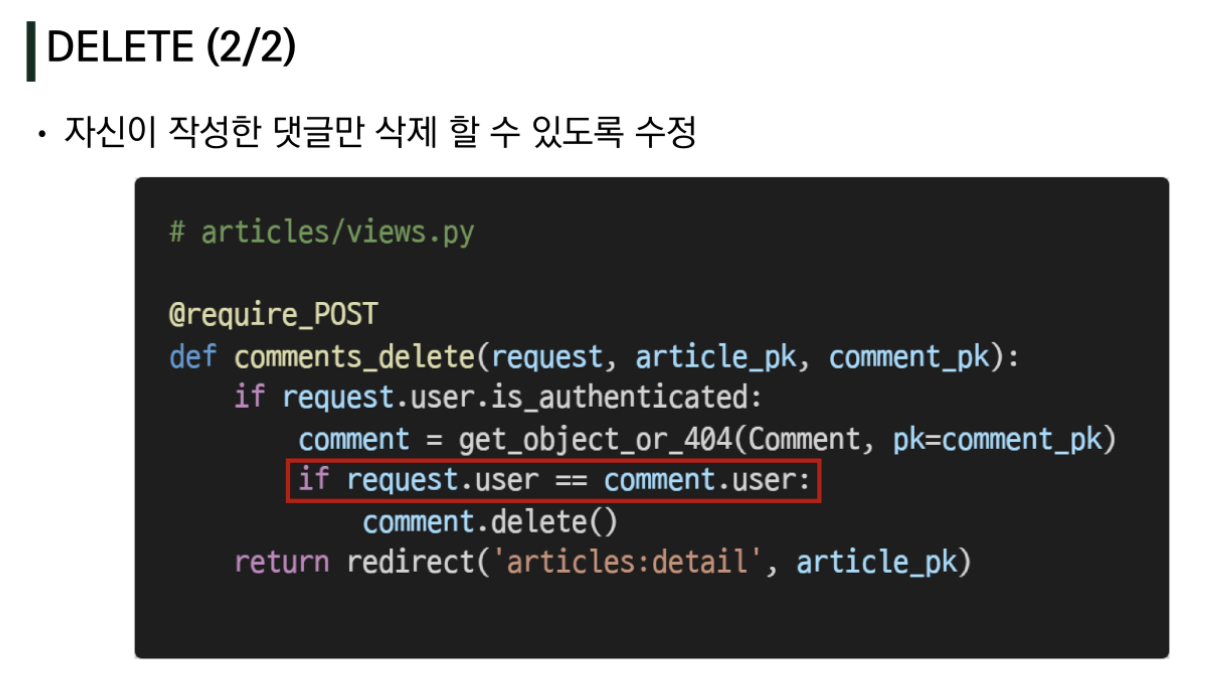 DELETE (2/2)
• 자신이 작성한 댓글만 삭제 할 수 있도록 수정
# articles/views.py
@require_POST
def comments_delete(request, article_pk, comment_pk):
    if request.user.is_authenticated:
        comment = get_object_or_404(Comment, pk=comment_pk)
        if request.user == comment.user:
            comment.delete()
    return redirect('articles:detail', article_pk)